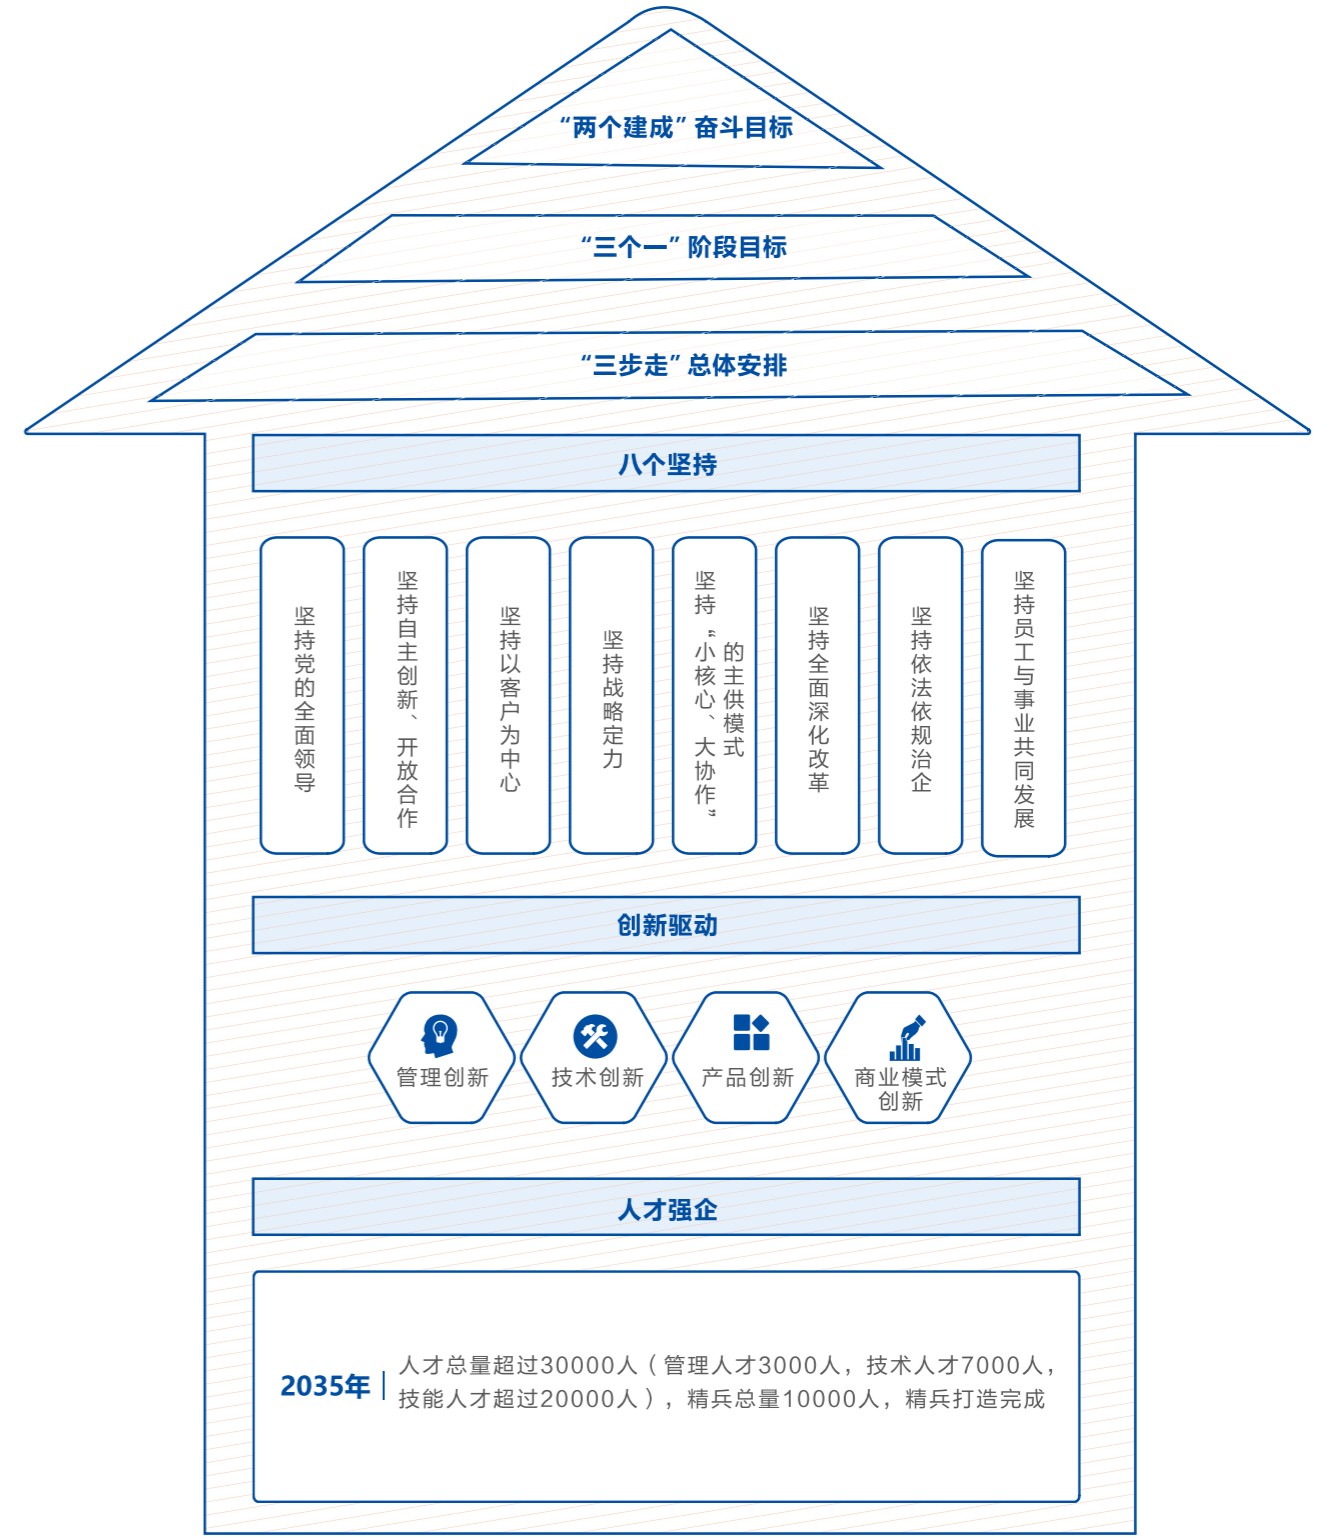 “两个建成” 奋斗目标
“三个一” 阶段目标
“三步走” 总体安排
八个坚持
坚持党的全面领导
坚持自主创新、开放合作
坚持以客户为中心
坚持战略定力
坚持“小核心、大协作”
的主供模式
坚持全面深化改革
坚持依法依规治企
坚持员工与事业共同发展
创新驱动
管理创新
技术创新
产品创新
商业模式
创新
人才强企
2035年
人才总量超过30000人（管理人才3000人，技术人才7000人，
技能人才超过20000人），精兵总量10000人，精兵打造完成